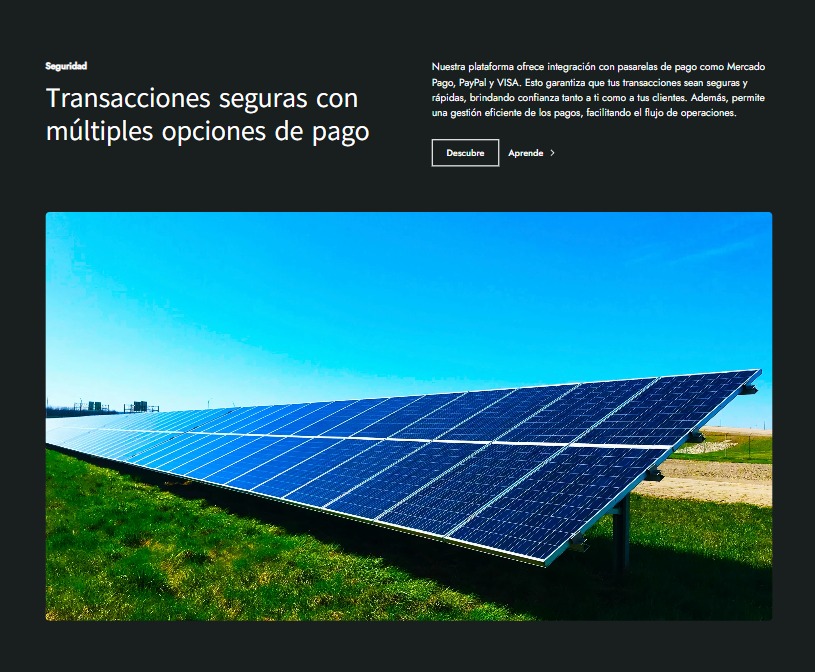 Seguridad
Transacciones seguras con
múltiples opciones de pago
Nuestra plataforma ofrece integración con pasarelas de pago como Mercado
Pago, PayPal y VISA. Esto garantiza que tus transacciones sean seguras y
rápidas, brindando confianza tanto a ti como a tus clientes. Además, permite
una gestión eficiente de los pagos, facilitando el flujo de operaciones.
Descubre
Aprende